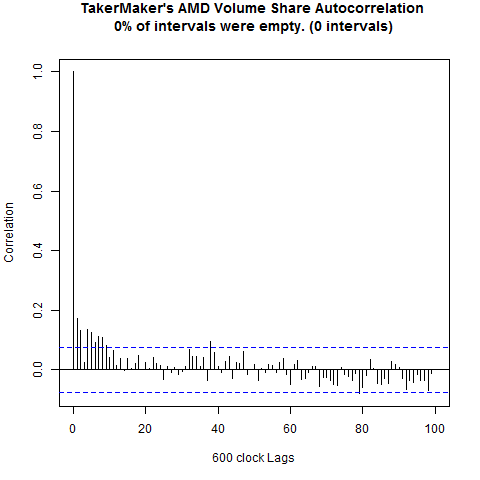 TakerMaker's AMD Volume Share Autocorrelation
0% of intervals were empty. (0 intervals)
1.0
0.8
0.6
0.4
0.2
0.0
Correlation
0 20 40 60 80 100
600 clock Lags